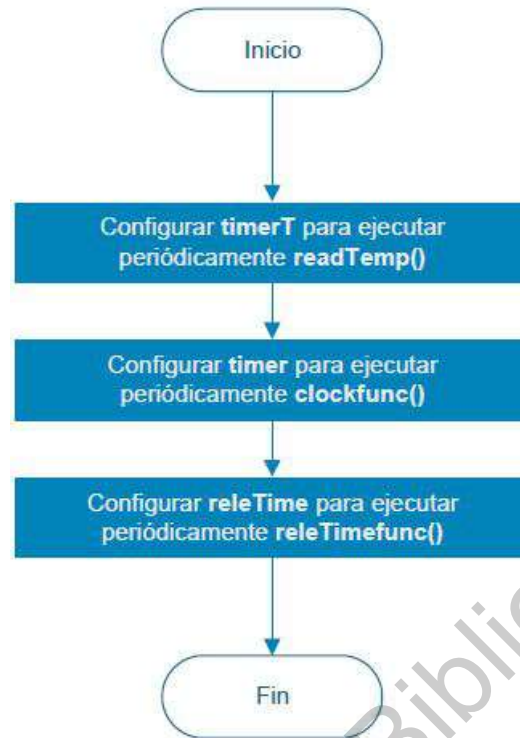 Inicio
Configurar timerT para ejecutar
periódicamente readTemp()
Configurar timer para ejecutar
periódicamente clockfunc()
Configurar releTime para ejecutar
periódicamente releTimefunc()
Fin